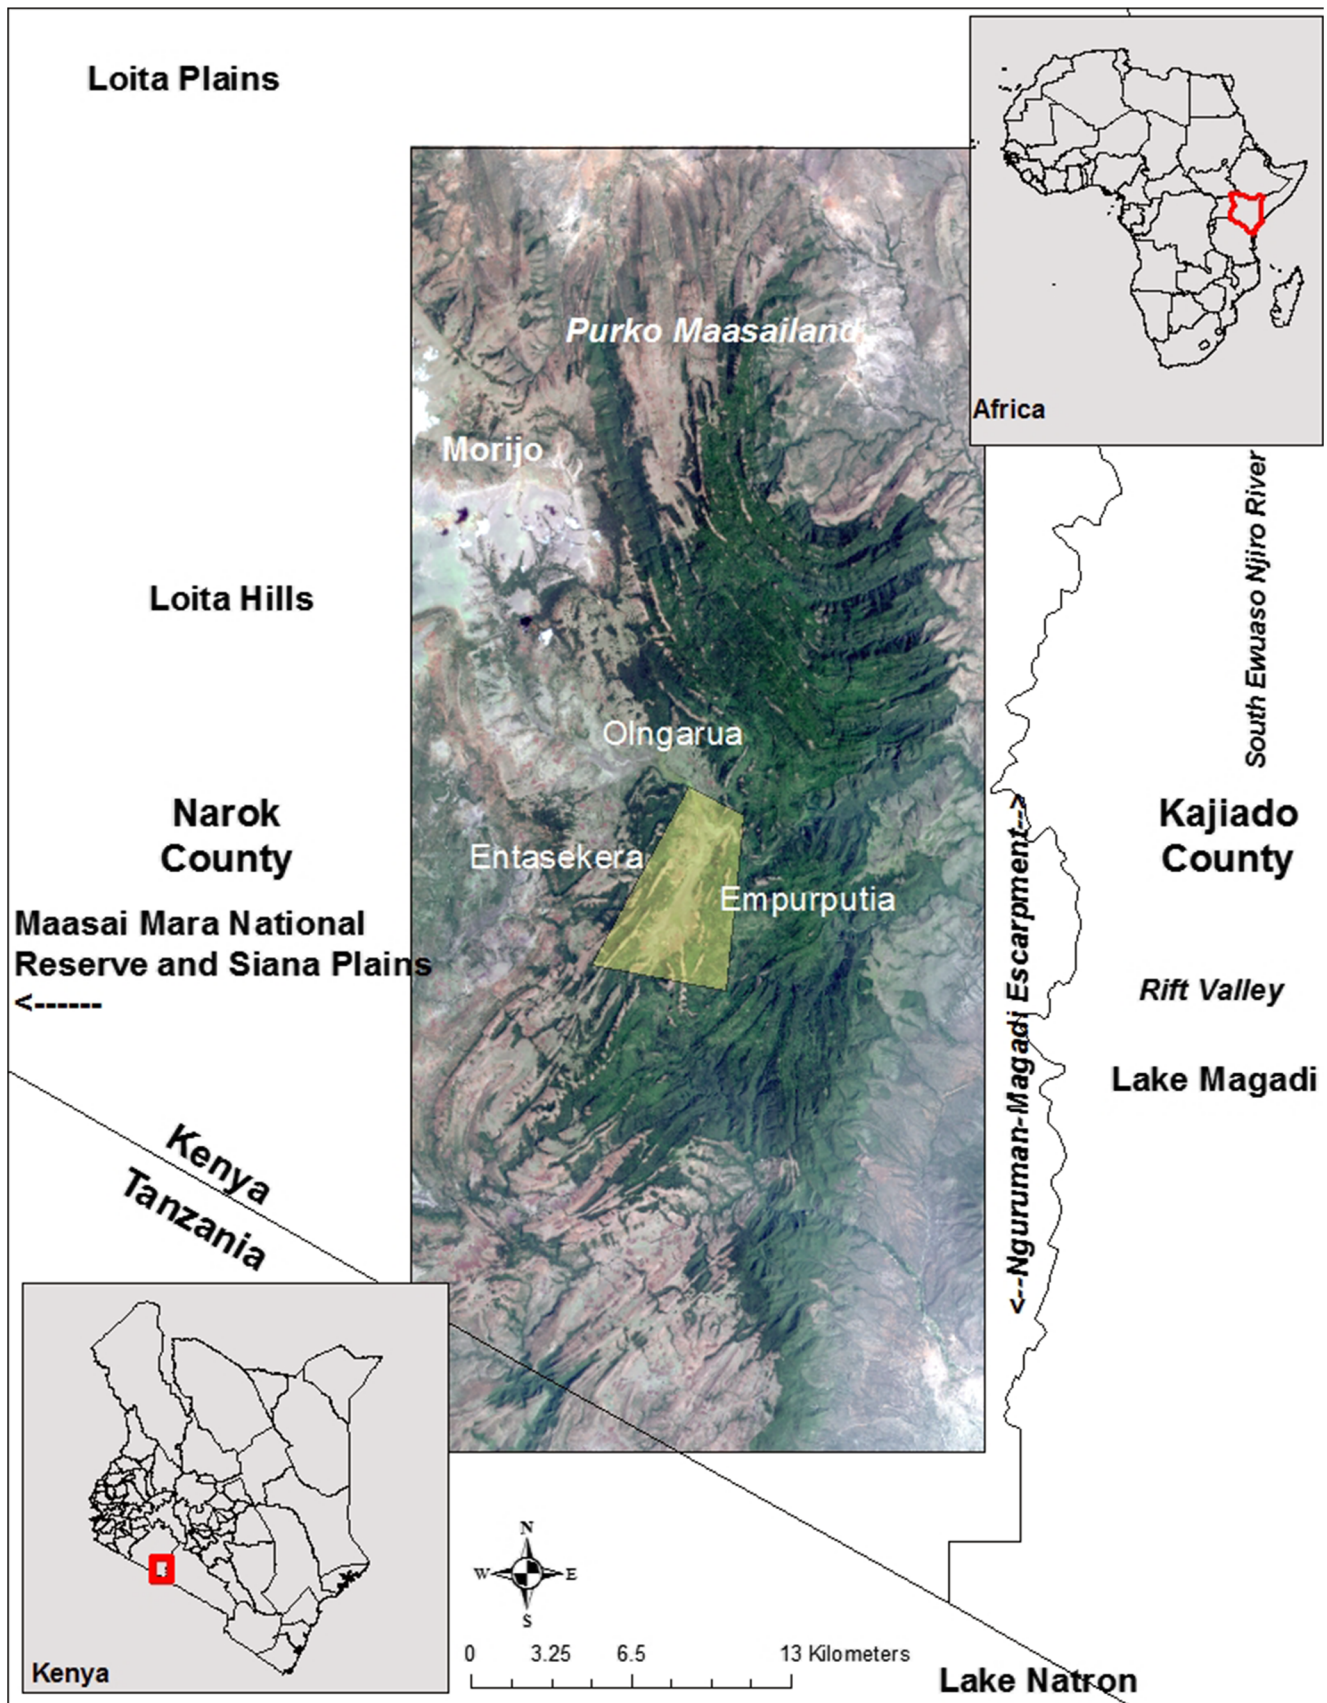 Loita Plains
Africa
Purko Maasailand
Morijo
South Ewuaso Njiro River
Loita Hills
Olngarua
Narok
County
Kajiado
County
Entasekera
Empurputia
<--Nguruman-Magadi Escarpment-->
Maasai Mara National
Reserve and Siana Plains
<------
Rift Valley
Lake Magadi
Kenya
Tanzania
Kenya
N
W
E
S
0 3.25 6.5 13 Kilometers
Lake Natron